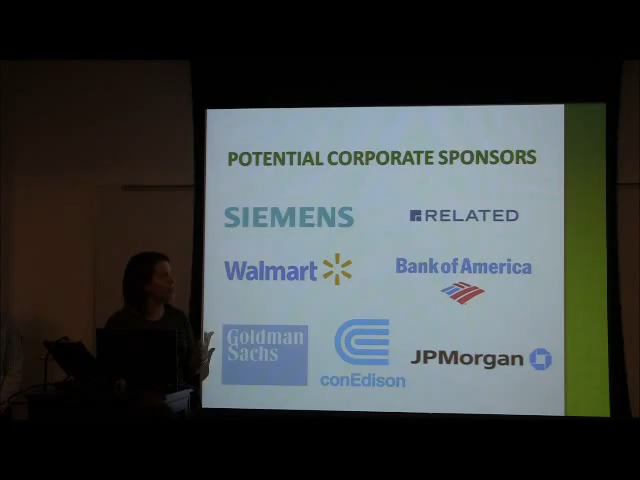 POTENTIAL CORPORATE SPONSORS
SIEMENS
RELATED
Walmart
Bank of America
Goldman
Sachs
conEdison
JPMorgan